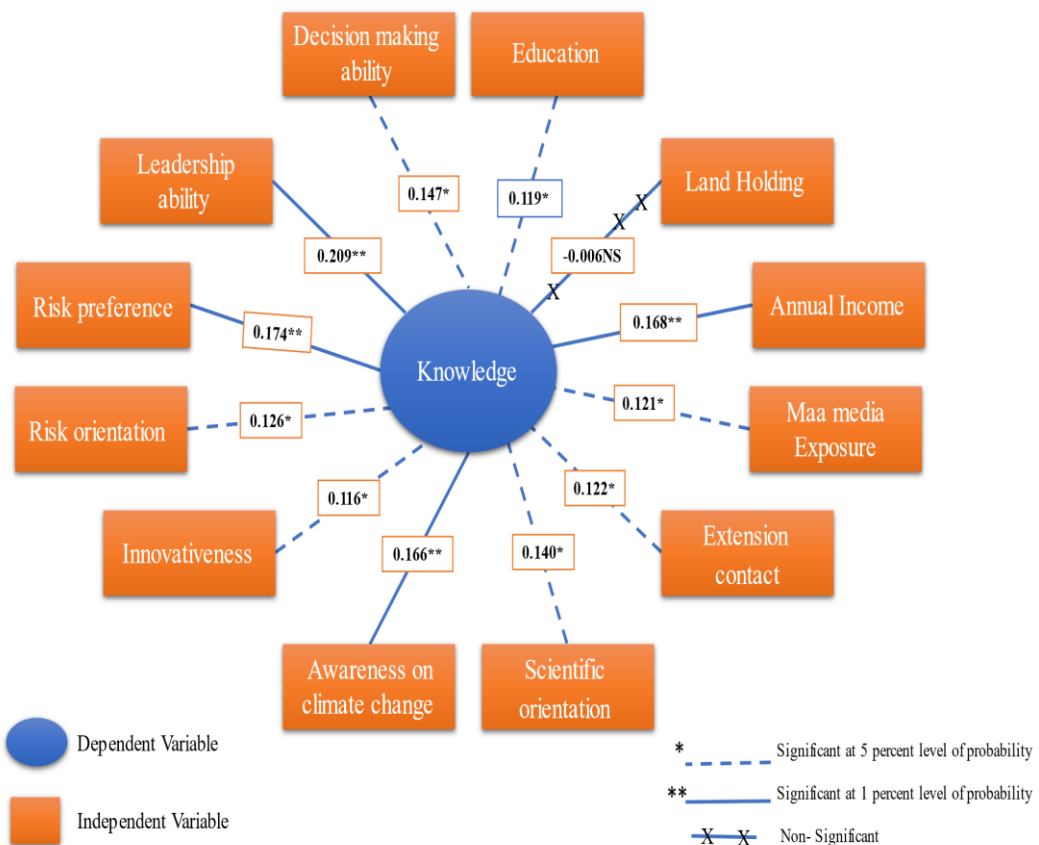 Decision making
ability
Education
Leadership
ability
Land Holding
0.147*
0.119*
0.209**
-0.006NS
X
X
X
Risk preference
Annual Income
0.174**
0.168**
Knowledge
Risk orientation
0.126*
0.121*
Maa media
Exposure
Innovativeness
0.116*
0.122*
Extension
contact
0.166**
0.140*
Awareness on
climate change
Scientific
orientation
Dependent Variable
Independent Variable
* Significant at 5 percent level of probability
** Significant at 1 percent level of probability
X X Non- Significant